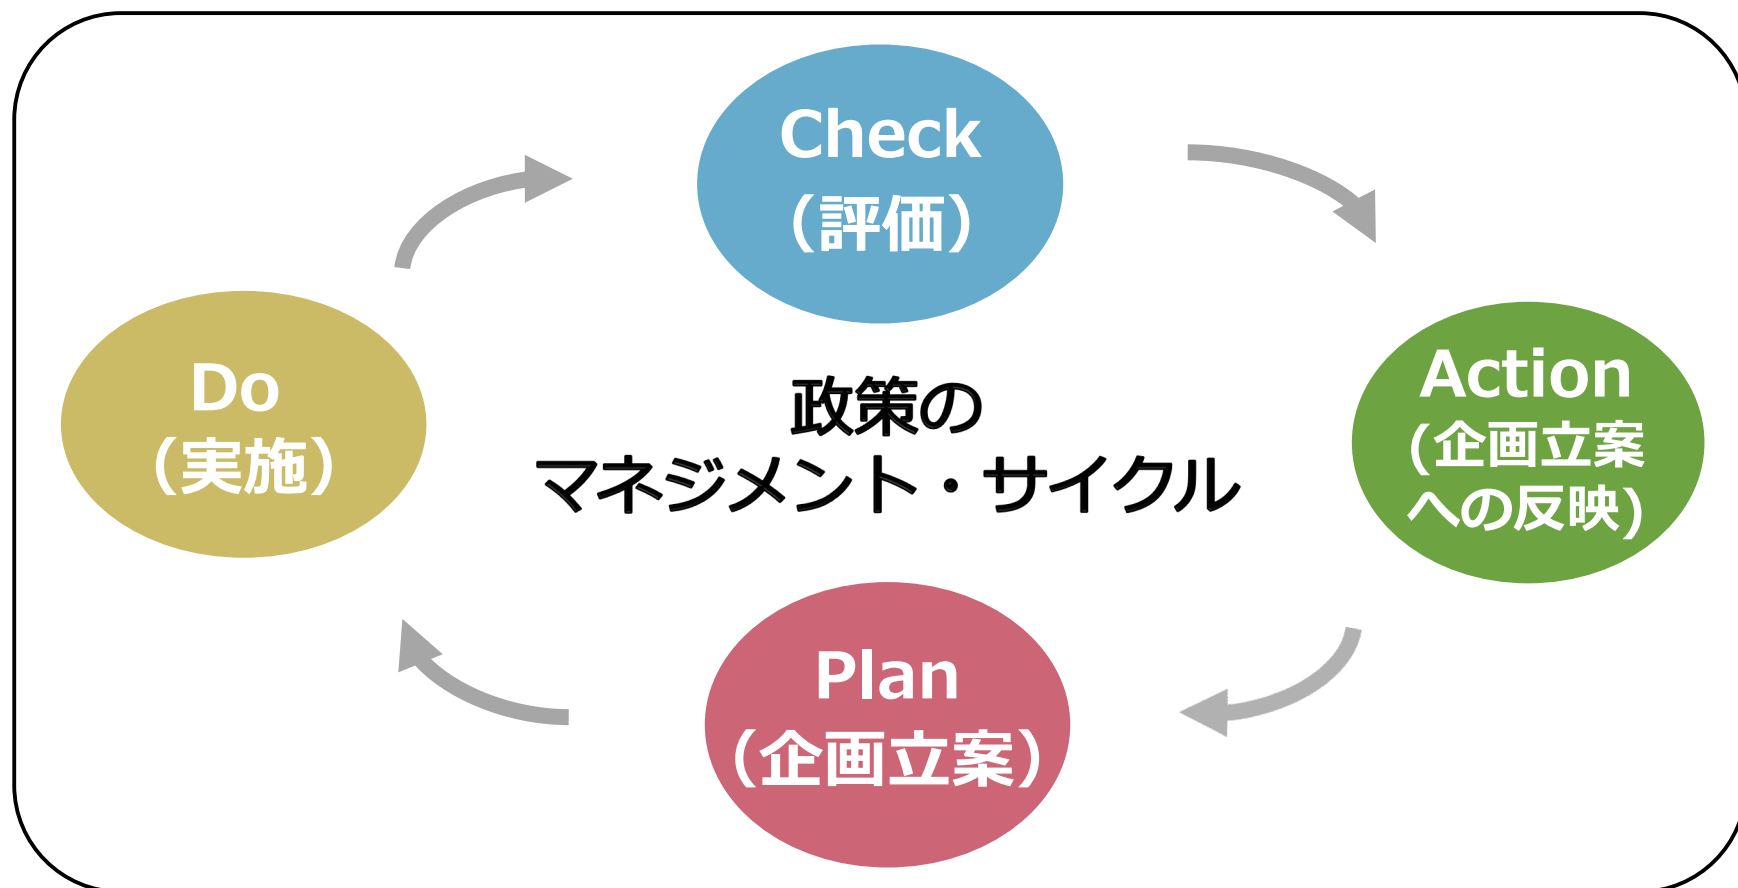 Check
（評価）
Do
（実施）
政策の
マネジメント・サイクル
Action
(企画立案
への反映)
Plan
（企画立案）